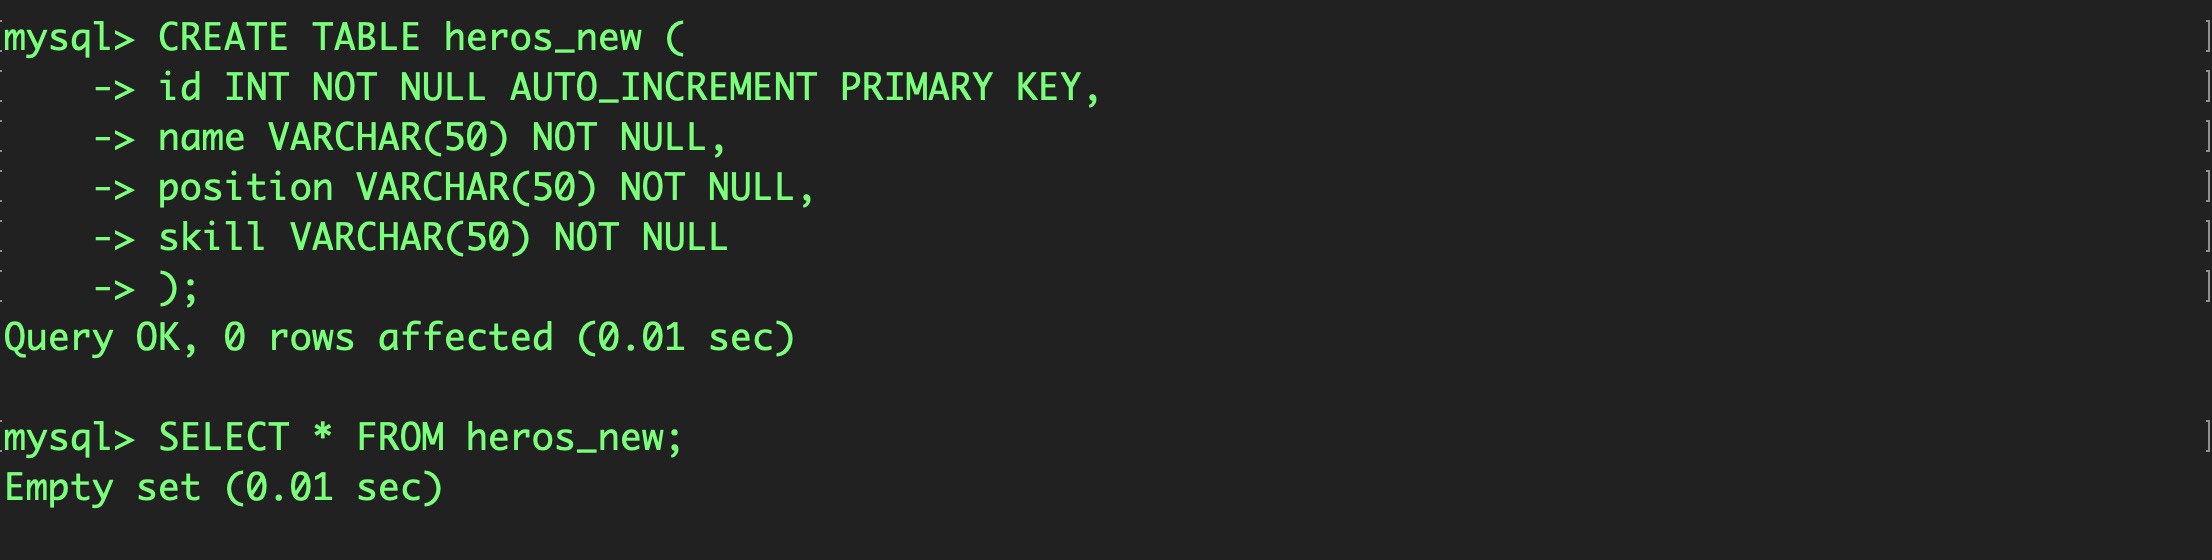 mysql> CREATE TABLE heros_new (
    -> id INT NOT NULL AUTO_INCREMENT PRIMARY KEY,
    -> name VARCHAR(50) NOT NULL,
    -> position VARCHAR(50) NOT NULL,
    -> skill VARCHAR(50) NOT NULL
    -> );
Query OK, 0 rows affected (0.01 sec)

mysql> SELECT * FROM heros_new;
Empty set (0.01 sec)